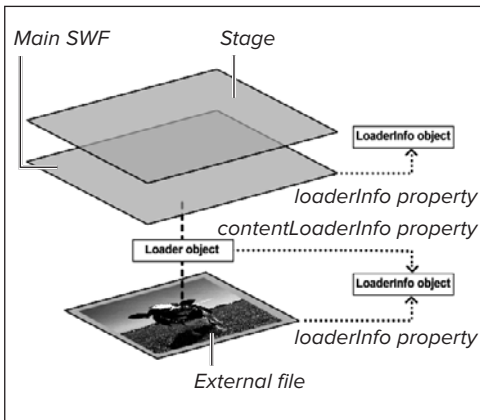 Main SWF
Stage
LoaderInfo object
loaderInfo property
contentLoaderInfo property
Loader object
LoaderInfo object
loaderInfo property
External file